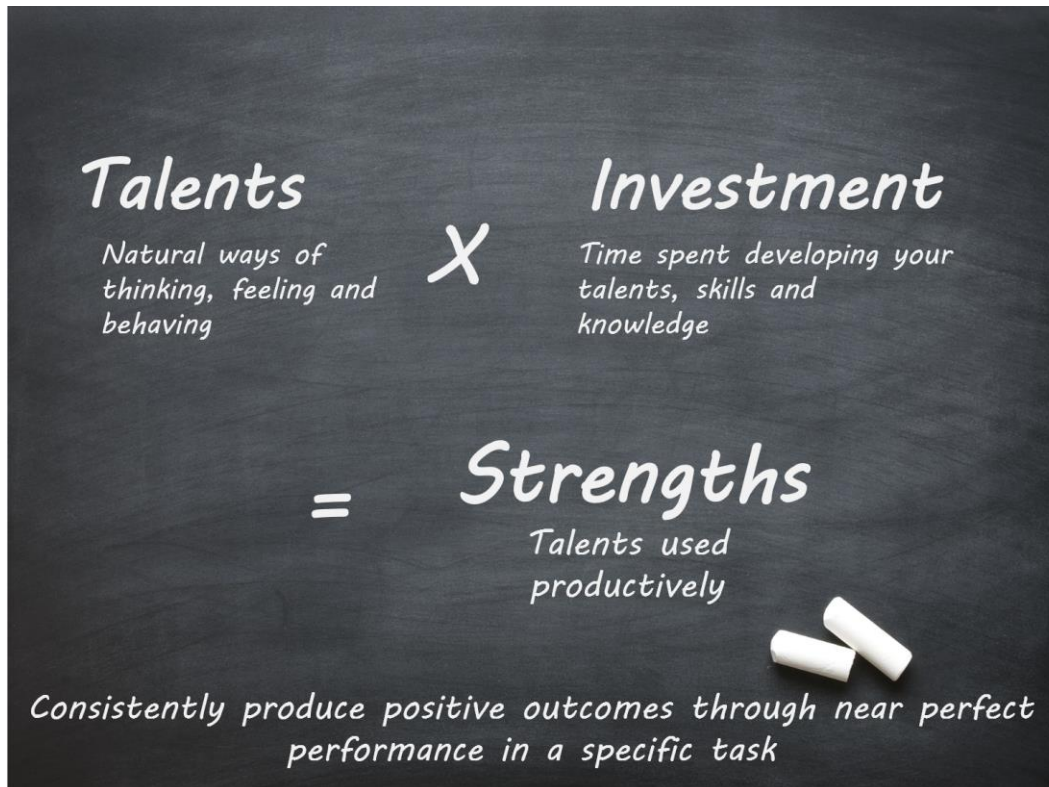 Talents
Natural ways of
thinking, feeling and
behaving
X
Investment
Time spent developing your
talents, skills and
knowledge
=
Strengths
Talents used
productively
Consistently produce positive outcomes through near perfect
performance in a specific task